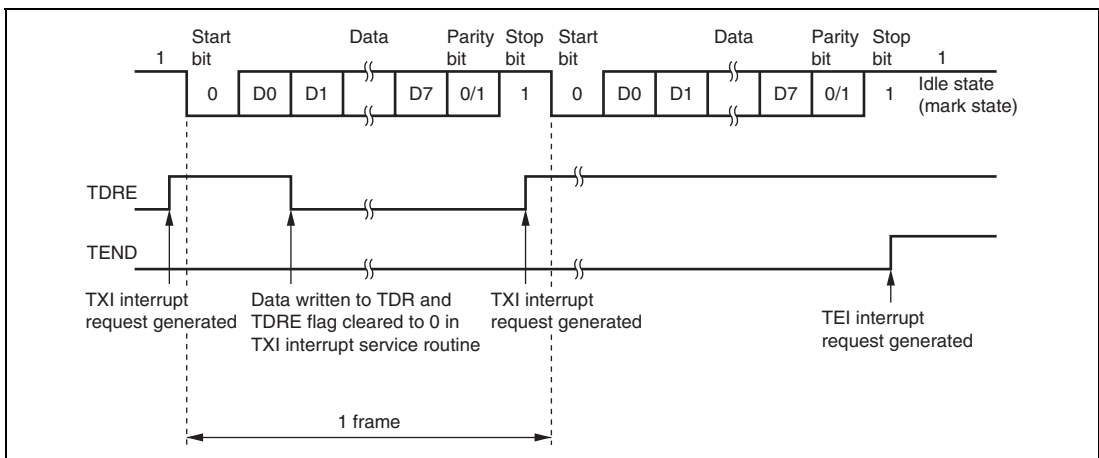 Start bit Data Parity bit Stop bit Start bit Data Parity bit Stop bit
1 0 D0 D1 D7 0/1 1 0 D0 D1 D7 0/1 1 1
Idle state
(mark state)
TDRE
TEND
TXI interrupt
request generated
Data written to TDR and
TDRE flag cleared to 0 in
TXI interrupt service routine
TXI interrupt
request generated
TEI interrupt
request generated
1 frame